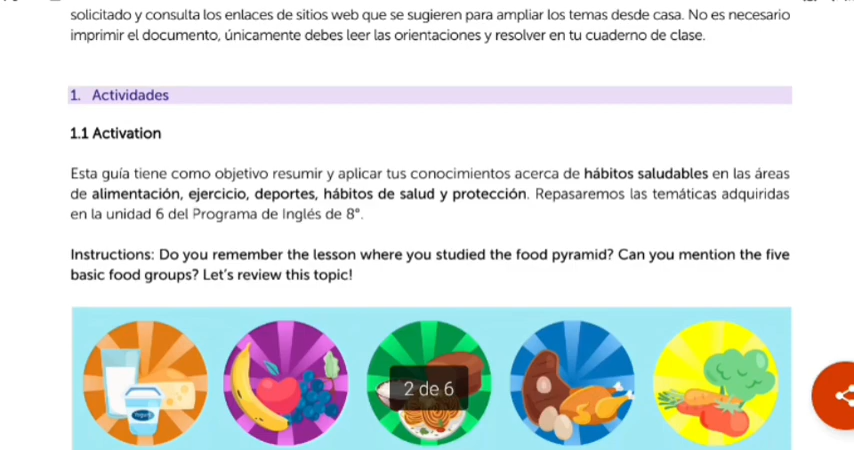 solicitado y consulta los enlaces de sitios web que se sugieren para ampliar los temas desde casa. No es necesario
imprimir el documento, únicamente debes leer las orientaciones y resolver en tu cuaderno de clase.
1. Actividades
1.1 Activation
Esta guía tiene como objetivo resumir y aplicar tus conocimientos acerca de hábitos saludables en las áreas
de alimentación, ejercicio, deportes, hábitos de salud y protección. Repasaremos las temáticas adquiridas
en la unidad 6 del Programa de Inglés de 8°.
Instructions: Do you remember the lesson where you studied the food pyramid? Can you mention the five
basic food groups? Let's review this topic!
2 de 6